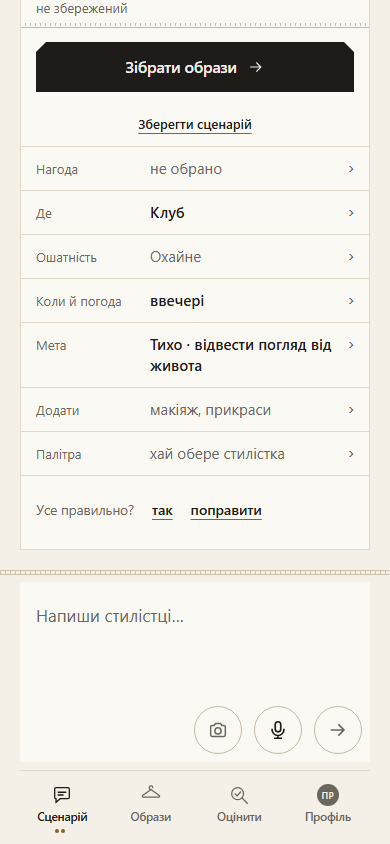 не збережений
Зібрати образи →
Зберегти сценарій
Нагода не обрано
Де Клуб
Ошатність Охайне
Коли й погода ввечері
Мета Тихо · відвести погляд від
живота
Додати макіяж, прикраси
Палітра хай обере стилістка
Усе правильно? так поправити
Напиши стилістці...
ПР
Сценарій Образи Оцінити Профіль